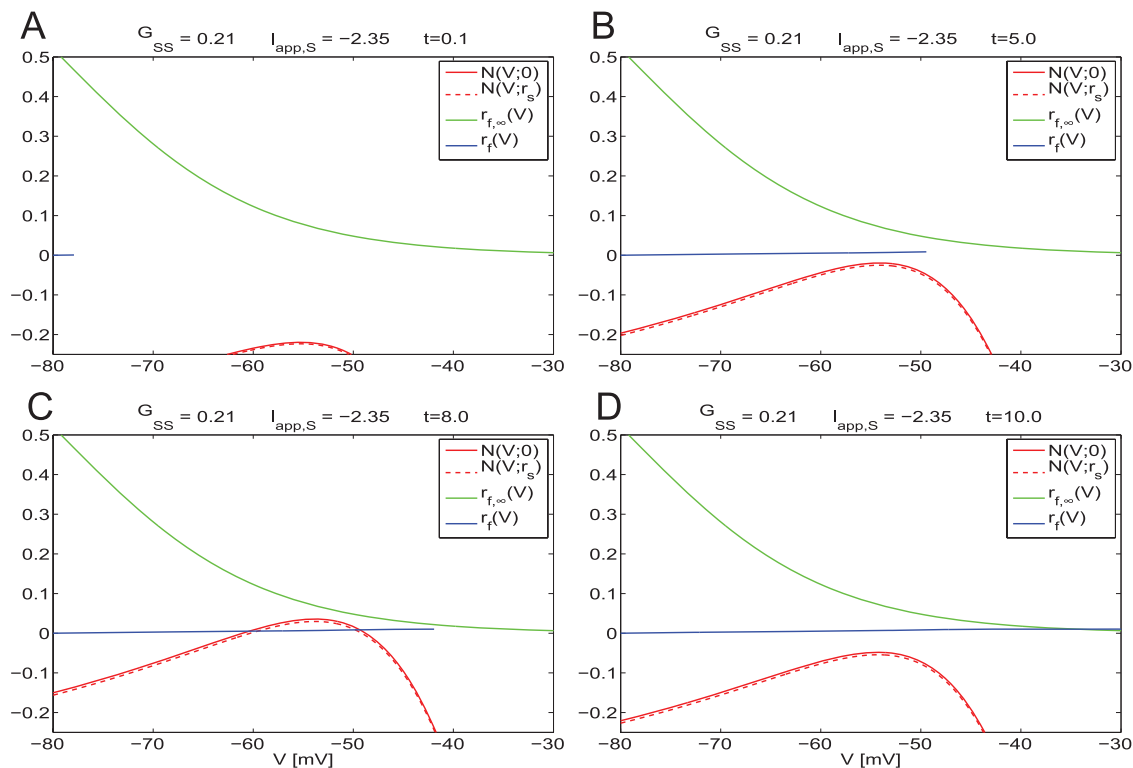 A
G_SS = 0.21 I_app,S = −2.35 t=0.1
0.5
0.4
0.3
0.2
0.1
0
−0.1
−0.2
−80 −70 −60 −50 −40 −30
N(V;0)
N(V;r_s)
r_f,∞(V)
r_f(V)
B
G_SS = 0.21 I_app,S = −2.35 t=5.0
0.5
0.4
0.3
0.2
0.1
0
−0.1
−0.2
−80 −70 −60 −50 −40 −30
N(V;0)
N(V;r_s)
r_f,∞(V)
r_f(V)
C
G_SS = 0.21 I_app,S = −2.35 t=8.0
0.5
0.4
0.3
0.2
0.1
0
−0.1
−0.2
−80 −70 −60 −50 −40 −30
V [mV]
N(V;0)
N(V;r_s)
r_f,∞(V)
r_f(V)
D
G_SS = 0.21 I_app,S = −2.35 t=10.0
0.5
0.4
0.3
0.2
0.1
0
−0.1
−0.2
−80 −70 −60 −50 −40 −30
V [mV]
N(V;0)
N(V;r_s)
r_f,∞(V)
r_f(V)